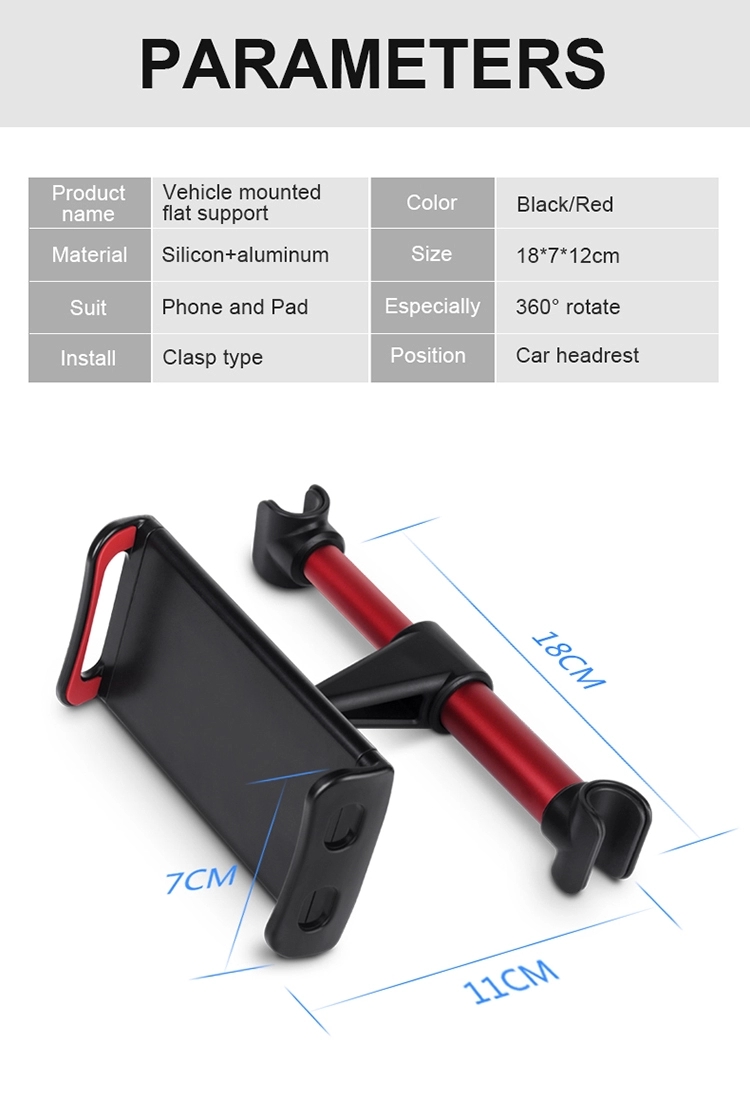 PARAMETERS
Product name
Vehicle mounted flat support
Color
Black/Red
Material
Silicon+aluminum
Size
18*7*12cm
Suit
Phone and Pad
Especially
360° rotate
Install
Clasp type
Position
Car headrest
18CM
7CM
11CM